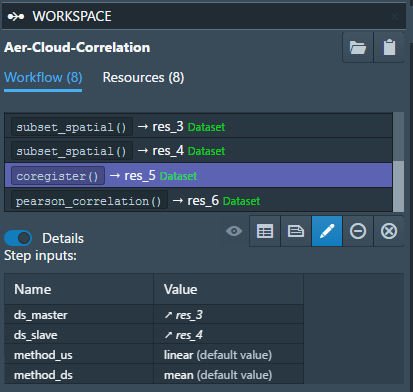 WORKSPACE
Aer-Cloud-Correlation
Workflow (8) Resources (8)
subset_spatial() → res_3 Dataset
subset_spatial() → res_4 Dataset
coregister() → res_5 Dataset
pearson_correlation() → res_6 Dataset
Details
Step inputs:
Name Value
ds_master ↗ res_3
ds_slave ↗ res_4
method_us linear (default value)
method_ds mean (default value)